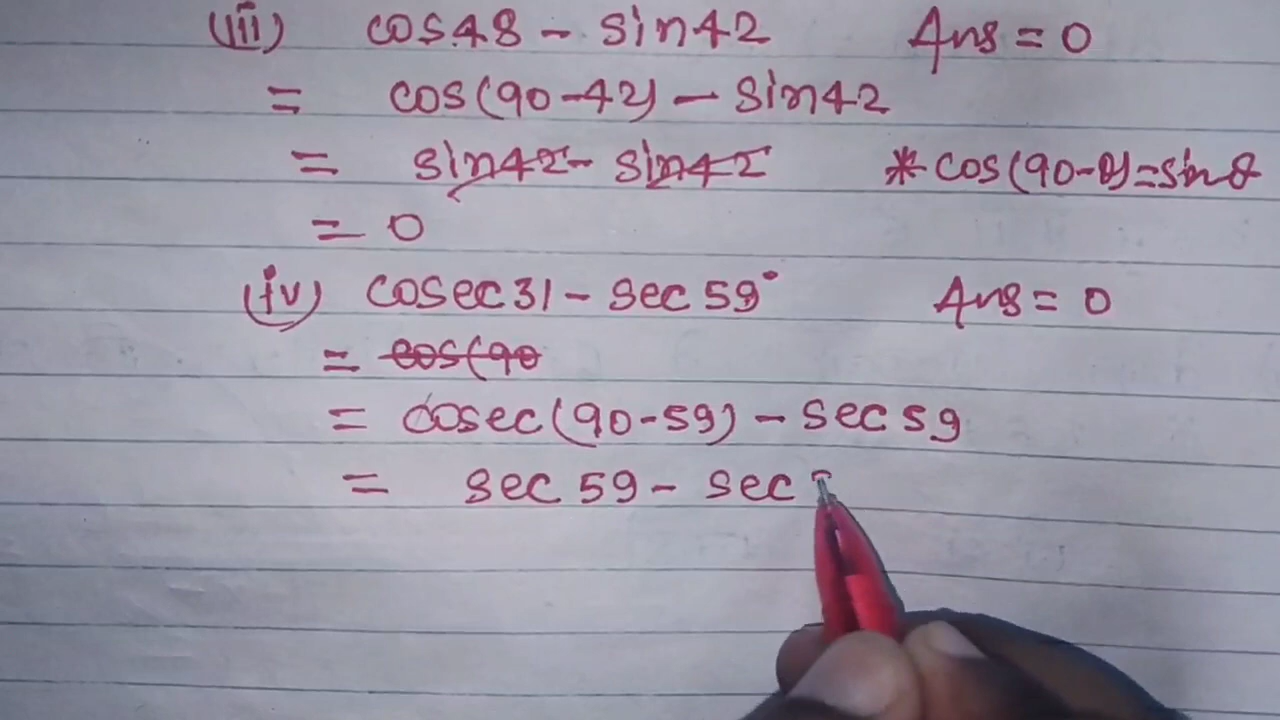 (iii) cos48 - sin42 Ans = 0
= cos(90-42) - sin42
= sin42 - sin42 * cos(90-θ)=sinθ
= 0
(iv) cosec31 - sec59° Ans = 0
= cos(90
= cosec(90-59) - sec59
= sec59 - sec